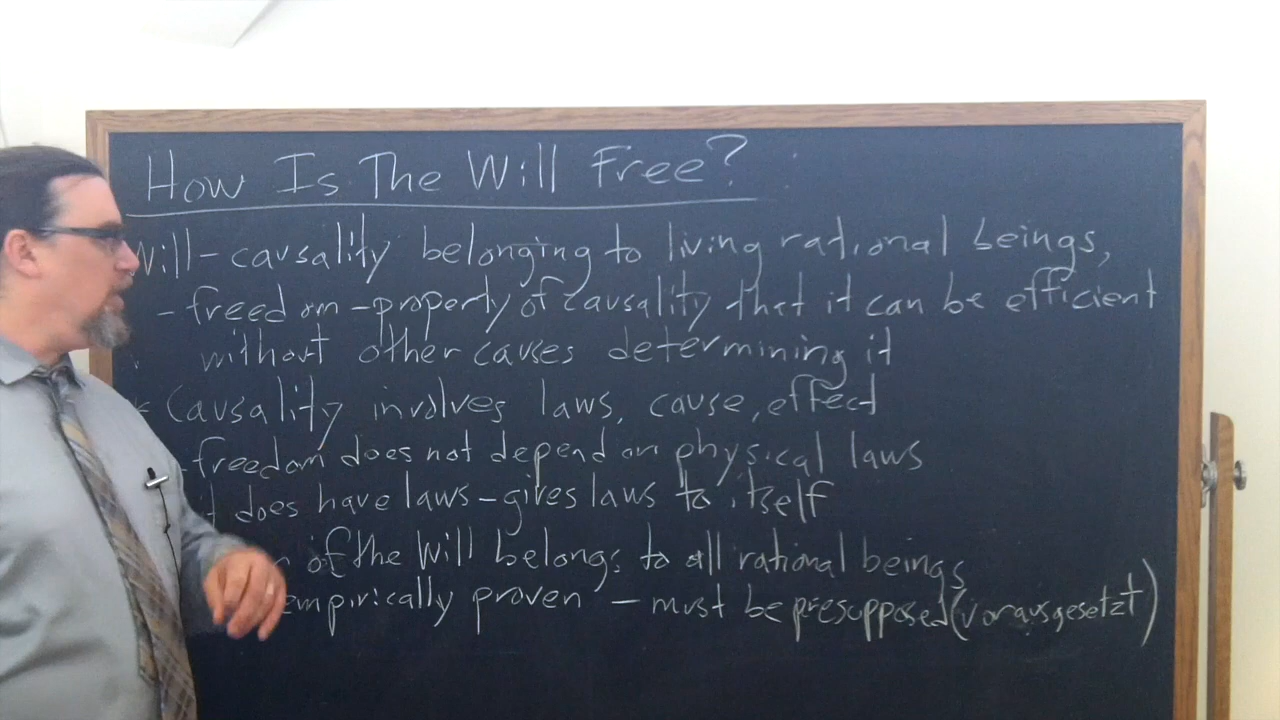 How Is The Will Free?
Will - causality belonging to living rational beings,
- freedom - property of causality that it can be efficient
without other causes determining it
Causality involves laws, cause, effect
- freedom does not depend on physical laws
it does have laws - gives laws to itself
of the Will belongs to all rational beings
empirically proven - must be presupposed (vorausgesetzt)